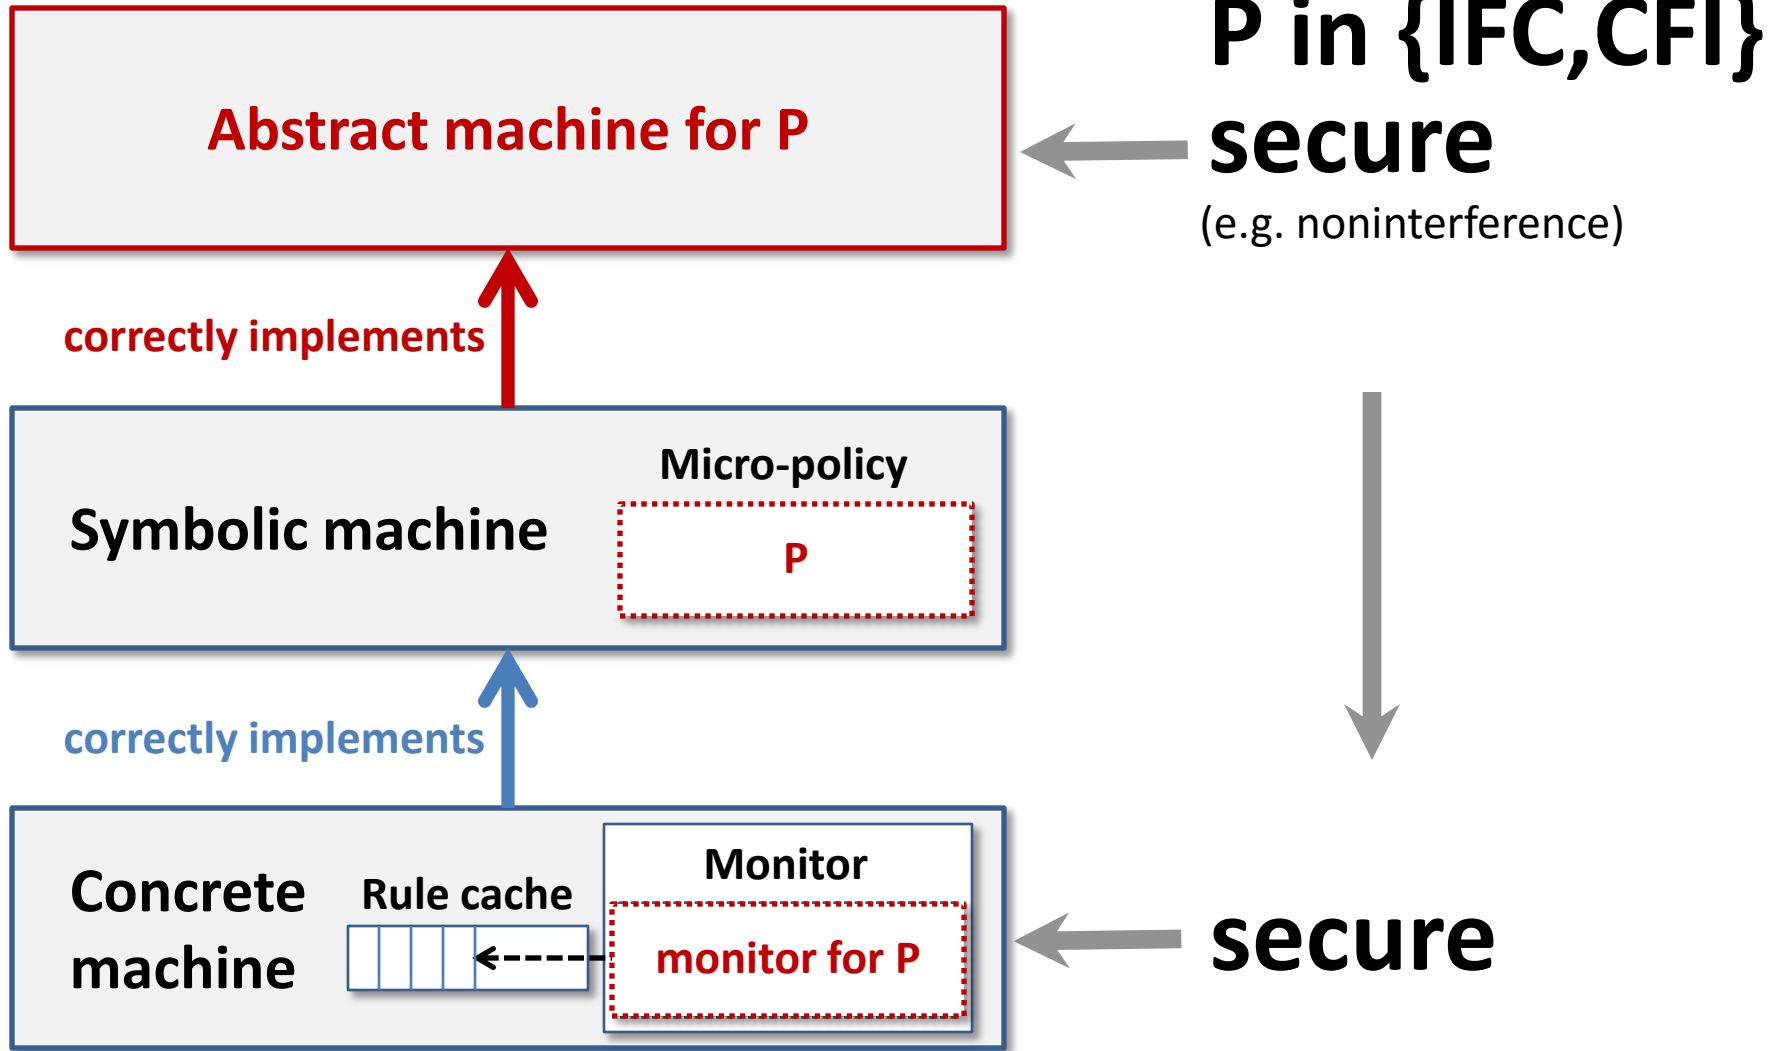 P in {IFC,CFI}
Abstract machine for P
secure
(e.g. noninterference)
correctly implements
Micro-policy
Symbolic machine
P
correctly implements
Monitor
Concrete
machine
Rule cache
monitor for P
secure